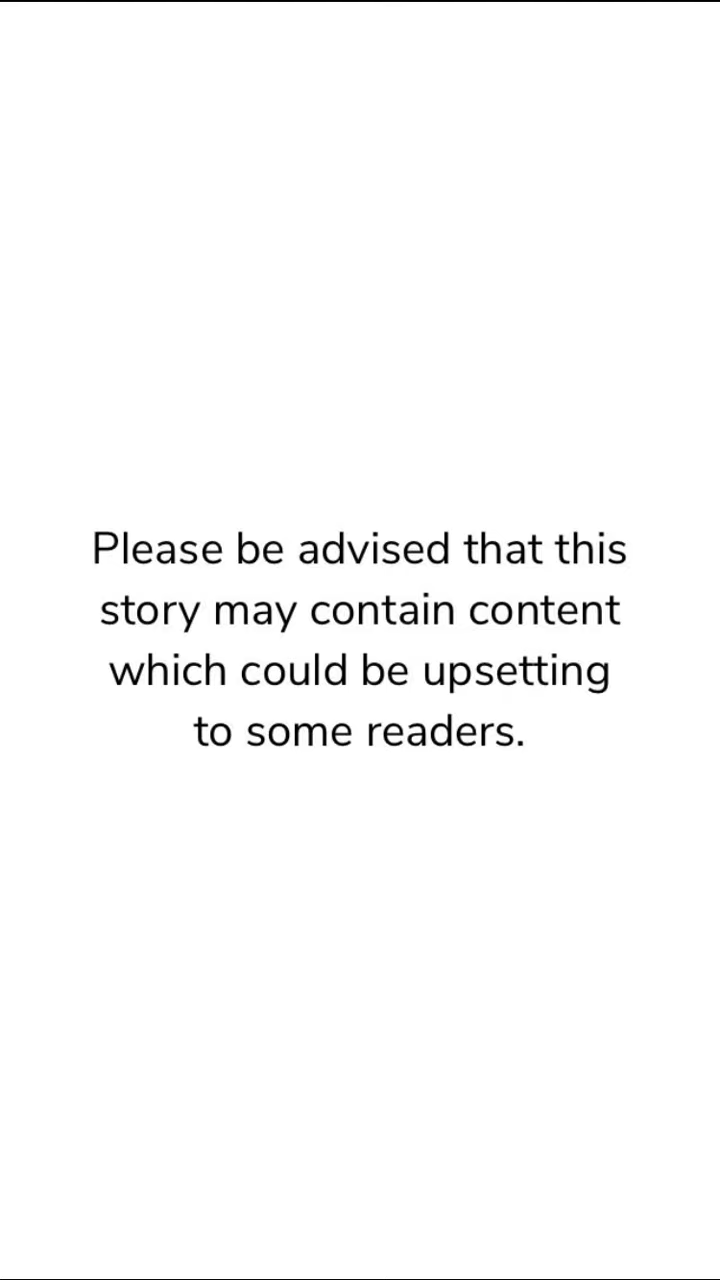 Please be advised that this
story may contain content
which could be upsetting
to some readers.